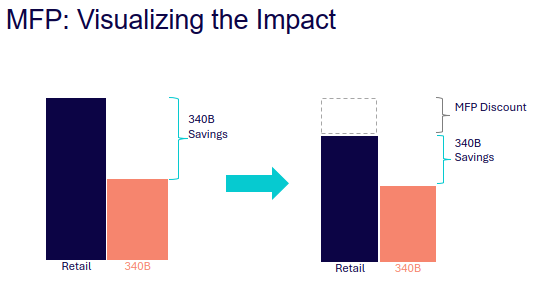 MFP: Visualizing the Impact
340B
Savings
Retail
340B
MFP Discount
340B
Savings
Retail
340B